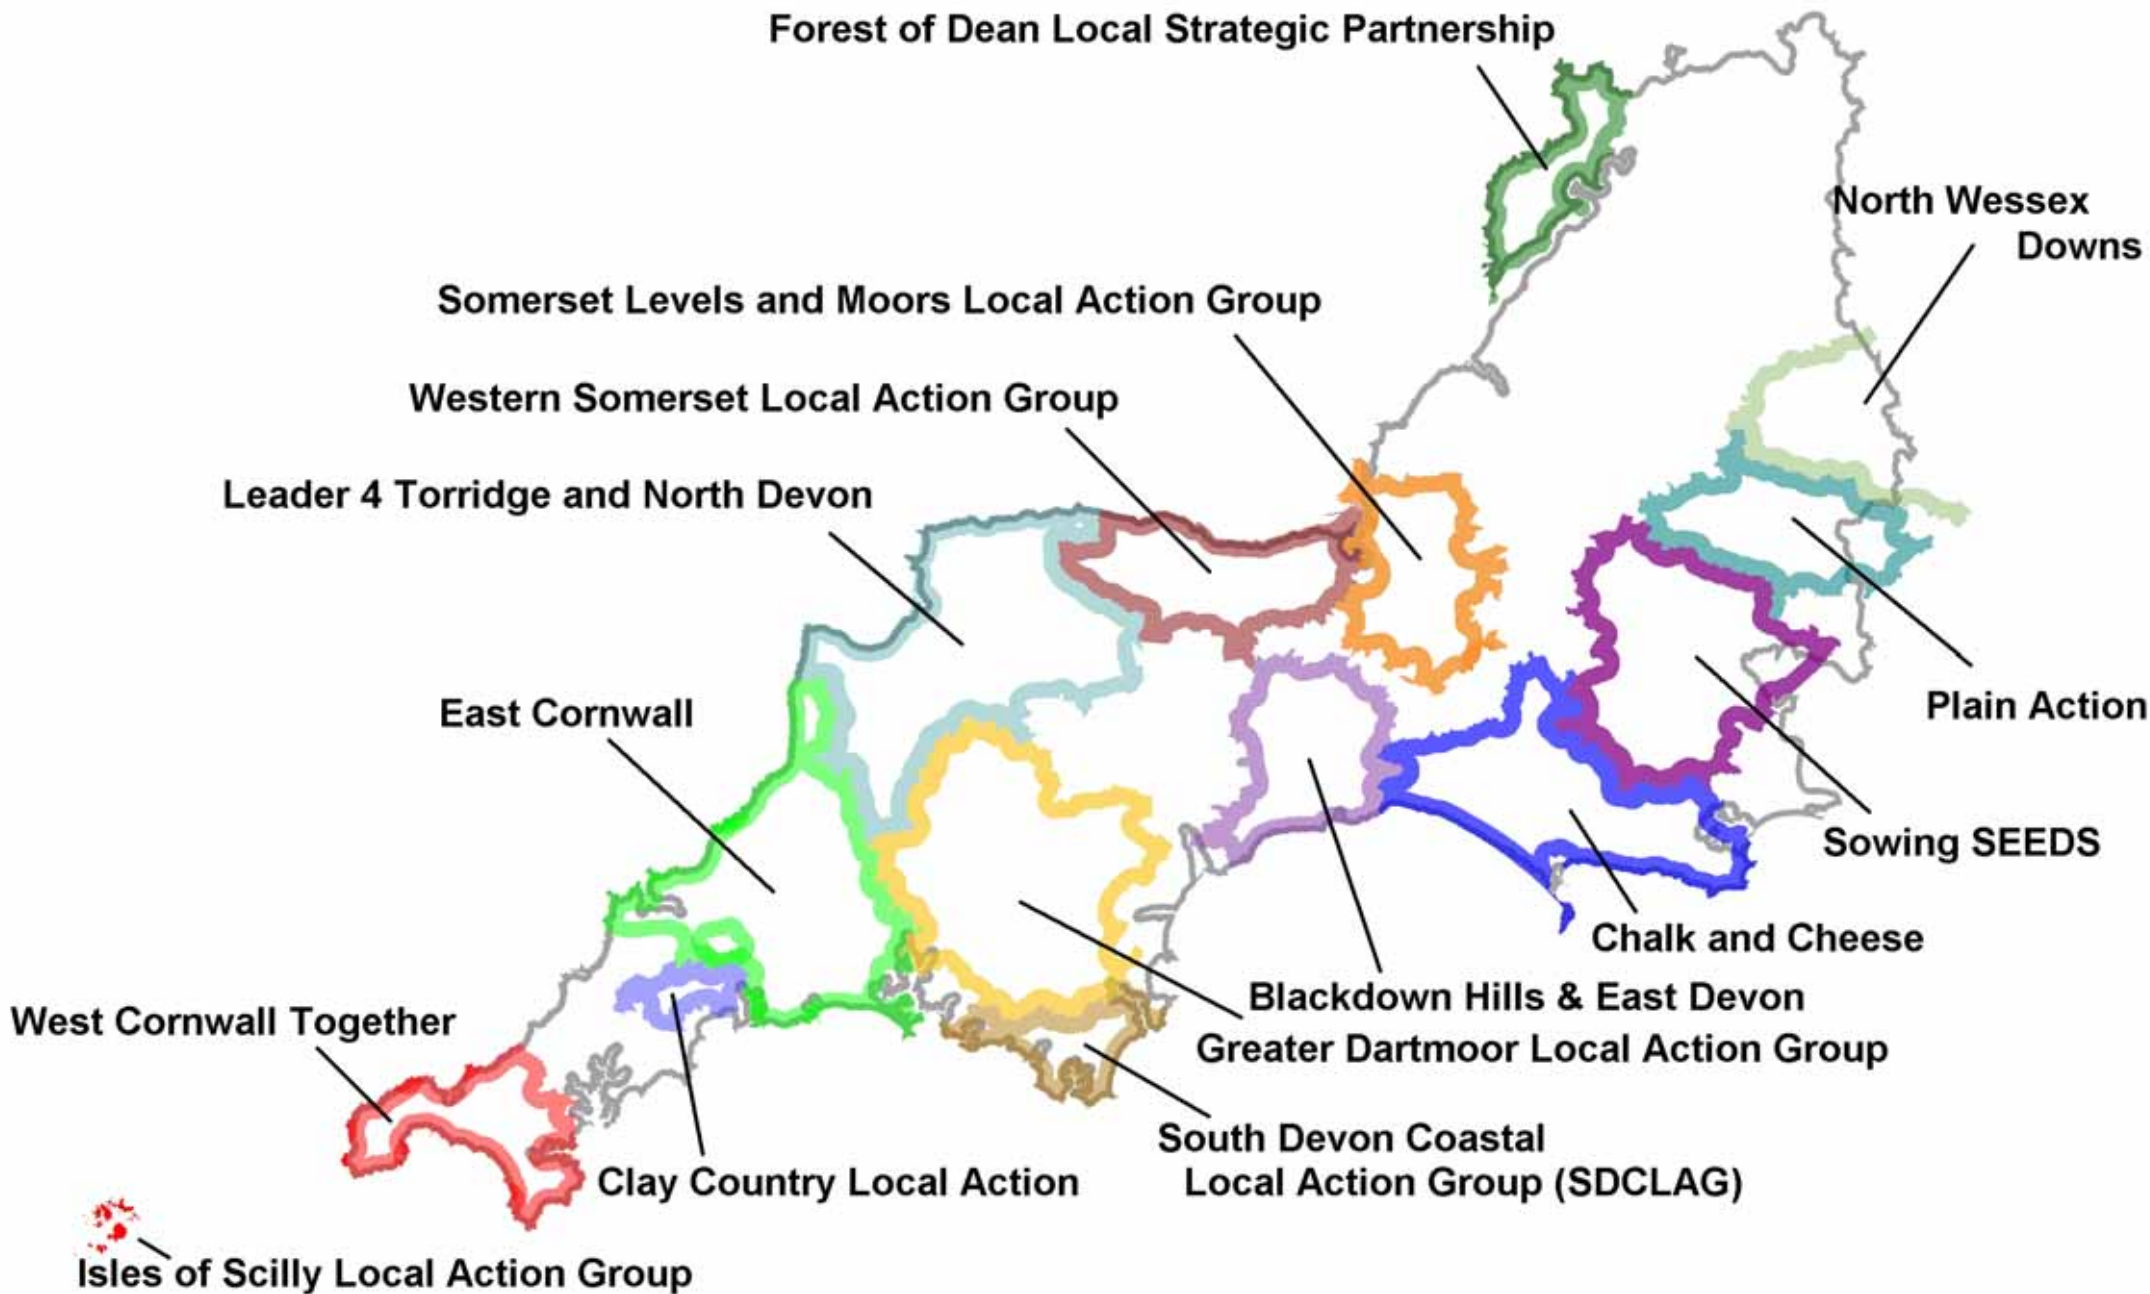 Forest of Dean Local Strategic Partnership
North Wessex
Downs
Somerset Levels and Moors Local Action Group
Western Somerset Local Action Group
Leader 4 Torridge and North Devon
East Cornwall
Plain Action
Sowing SEEDS
Chalk and Cheese
Blackdown Hills & East Devon
West Cornwall Together
Greater Dartmoor Local Action Group
South Devon Coastal
Local Action Group (SDCLAG)
Clay Country Local Action
Isles of Scilly Local Action Group